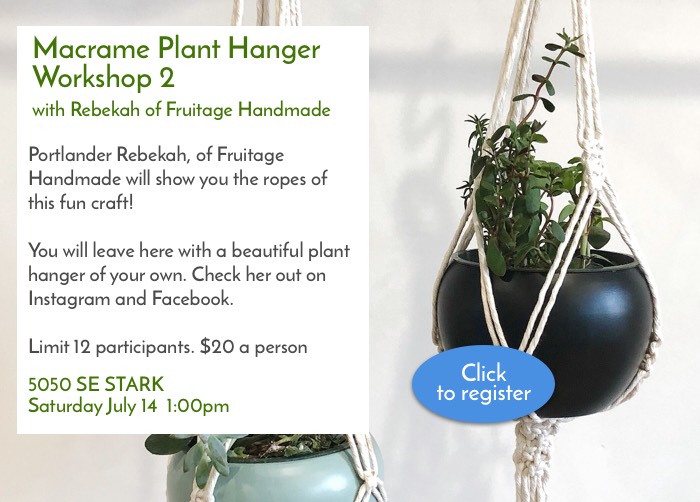 Macrame Plant Hanger
Workshop 2
with Rebekah of Fruitage Handmade
Portlander Rebekah, of Fruitage
Handmade will show you the ropes of
this fun craft!
You will leave here with a beautiful plant
hanger of your own. Check her out on
Instagram and Facebook.
Limit 12 participants. $20 a person
5050 SE STARK
Saturday July 14 1:00pm
Click
to register